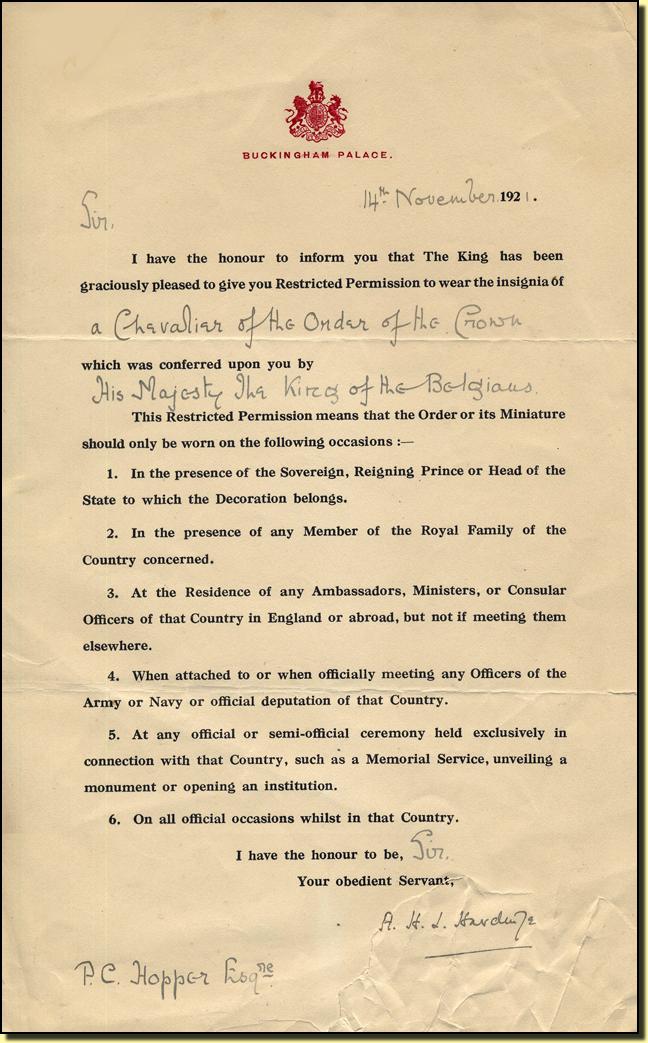 BUCKINGHAM PALACE.
14th November 1921.
Sir,
I have the honour to inform you that The King has been
graciously pleased to give you Restricted Permission to wear the insignia of
a Chevalier of the Order of the Crown
which was conferred upon you by
His Majesty The King of the Belgians.
This Restricted Permission means that the Order or its Miniature
should only be worn on the following occasions :—
1. In the presence of the Sovereign, Reigning Prince or Head of the
State to which the Decoration belongs.
2. In the presence of any Member of the Royal Family of the
Country concerned.
3. At the Residence of any Ambassadors, Ministers, or Consular
Officers of that Country in England or abroad, but not if meeting them
elsewhere.
4. When attached to or when officially meeting any Officers of the
Army or Navy or official deputation of that Country.
5. At any official or semi-official ceremony held exclusively in
connection with that Country, such as a Memorial Service, unveiling a
monument or opening an institution.
6. On all official occasions whilst in that Country.
I have the honour to be, Sir,
Your obedient Servant,
A. H. L. Hardinge
P. C. Hopper Esqre